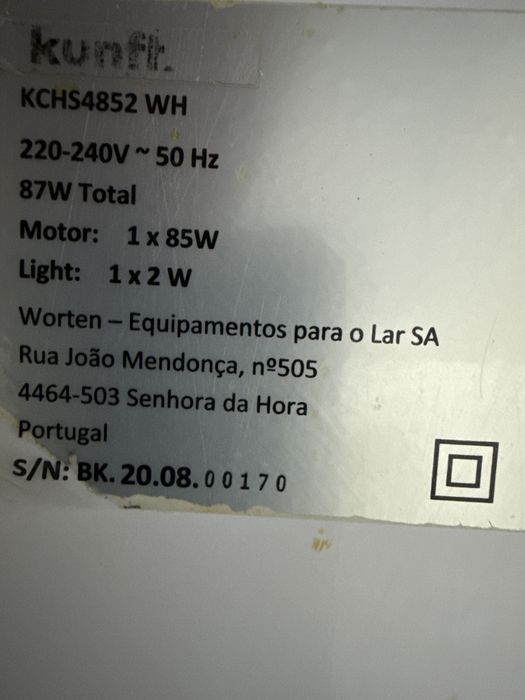 kunft.
KCHS4852 WH
220-240V ~ 50 Hz
87W Total
Motor: 1 x 85W
Light: 1 x 2 W
Worten – Equipamentos para o Lar SA
Rua João Mendonça, nº505
4464-503 Senhora da Hora
Portugal
S/N: BK. 20.08. 0 0 1 7 0